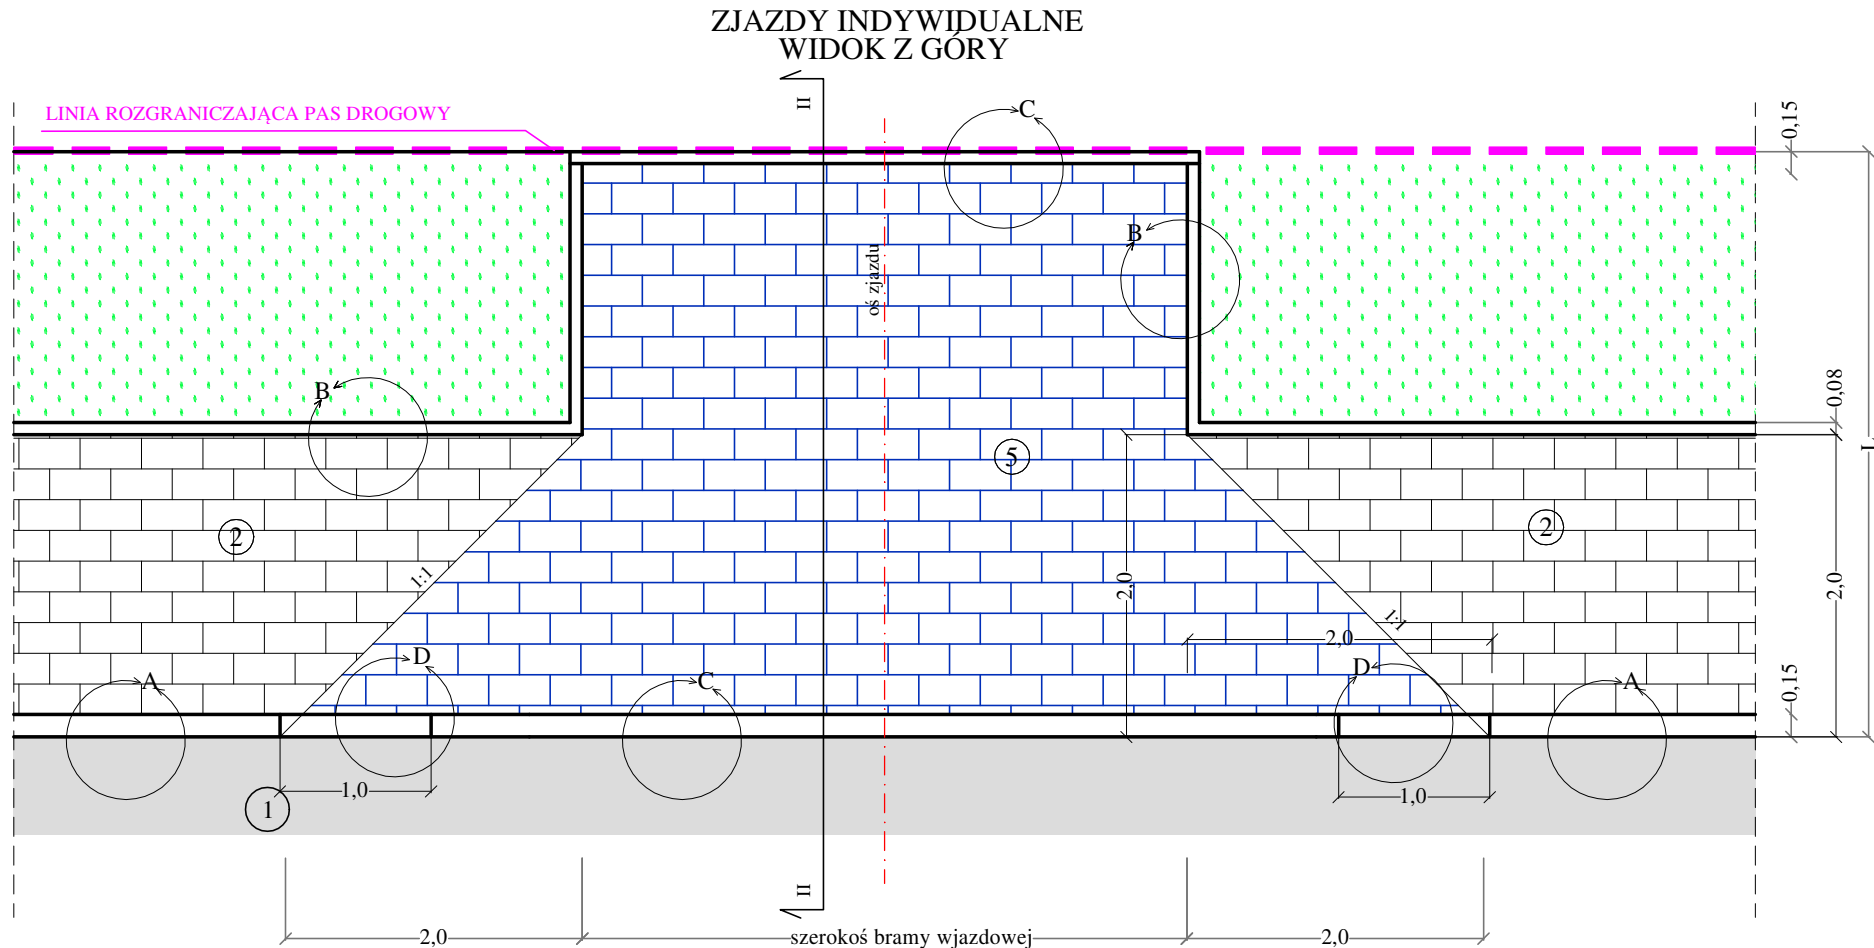 ZJAZDY INDYWIDUALNE
WIDOK Z GÓRY
LINIA ROZGRANICZAJĄCA PAS DROGOWY
II
C
0,15
B
oś zjazdu
B
0,08
L
5
2
2
1:1
2,0
2,0
1:1
2,0
D
C
D
A
A
0,15
1,0
1,0
1
II
2,0
szerokoś bramy wjazdowej
2,0